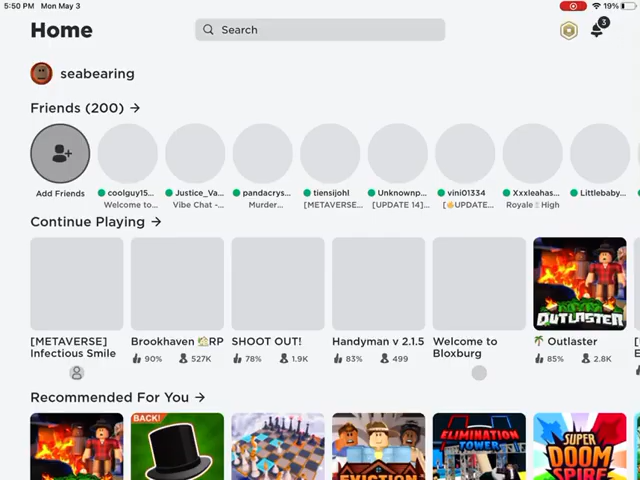 5:50 PM Mon May 3
19%
Home
Search
3
seabearing
Friends (200) →
Add Friends
coolguy15...
Justice_Va...
pandacrys...
tiensijohl
Unknownp...
vini01334
Xxxleahas...
Littlebaby...
Welcome to...
Vibe Chat -...
Murder...
[METAVERSE...
[UPDATE 14]...
[🔥UPDATE...
Royale High
Continue Playing →
OUTLASTER
[METAVERSE] Infectious Smile
Brookhaven 🏡RP
SHOOT OUT!
Handyman v 2.1.5
Welcome to Bloxburg
🌴 Outlaster
90% 527K
78% 1.9K
83% 499
85% 2.8K
Recommended For You →
BACK!
EVICTION
ELIMINATION TOWER
SUPER DOOM SPIRE